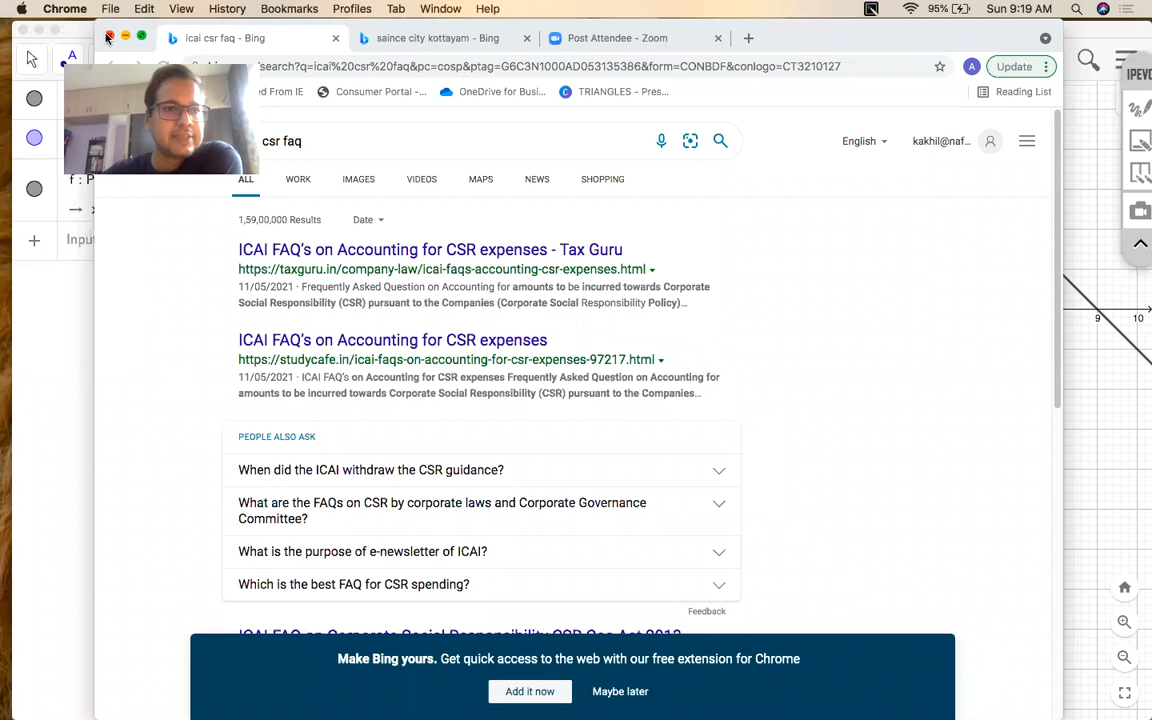 Chrome File Edit View History Bookmarks Profiles Tab Window Help 95% Sun 9:19 AM
icai csr faq - Bing
saince city kottayam - Bing
Post Attendee - Zoom
search?q=icai%20csr%20faq&pc=cosp&ptag=G6C3N1000AD053135386&form=CONBDF&conlogo=CT3210127
A
Update
ed From IE
Consumer Portal -...
OneDrive for Busi...
TRIANGLES - Pres...
Reading List
IPEVO
A
csr faq
English
kakhil@naf...
ALL WORK IMAGES VIDEOS MAPS NEWS SHOPPING
f :
Input
1,59,00,000 Results Date
ICAI FAQ's on Accounting for CSR expenses - Tax Guru
https://taxguru.in/company-law/icai-faqs-accounting-csr-expenses.html
11/05/2021 · Frequently Asked Question on Accounting for amounts to be incurred towards Corporate
Social Responsibility (CSR) pursuant to the Companies (Corporate Social Responsibility Policy)...
9 10
ICAI FAQ's on Accounting for CSR expenses
https://studycafe.in/icai-faqs-on-accounting-for-csr-expenses-97217.html
11/05/2021 · ICAI FAQ's on Accounting for CSR expenses Frequently Asked Question on Accounting for
amounts to be incurred towards Corporate Social Responsibility (CSR) pursuant to the Companies...
PEOPLE ALSO ASK
When did the ICAI withdraw the CSR guidance?
What are the FAQs on CSR by corporate laws and Corporate Governance
Committee?
What is the purpose of e-newsletter of ICAI?
Which is the best FAQ for CSR spending?
Feedback
ICAI FAQ on Corporate Social Responsibility CSR Cos Act 2013
Make Bing yours. Get quick access to the web with our free extension for Chrome
Add it now
Maybe later